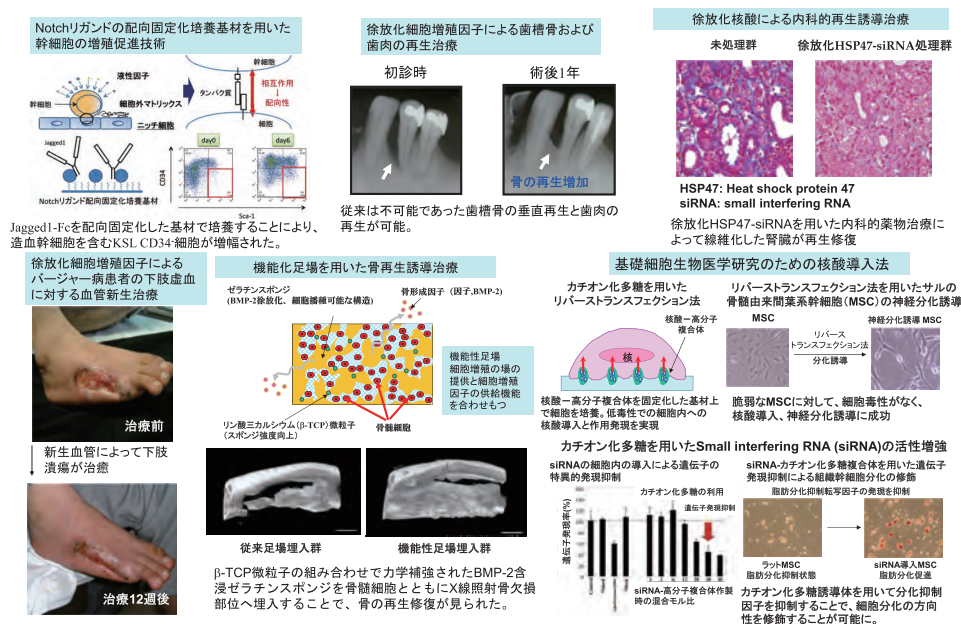 Notchリガンドの配向固定化培養基材を用いた
幹細胞の増殖促進技術
液性因子
幹細胞
細胞外マトリックス
ニッチ細胞
幹細胞
タンパク質
相互作用
↓
配向性
細胞
Jagged1
Notchリガンド配向固定化培養基材
day0
day6
CD34
Sca-1
Jagged1-Fcを配向固定化した基材で培養することにより、
造血幹細胞を含むKSL CD34-細胞が増幅された。
徐放化細胞増殖因子による歯槽骨および
歯肉の再生治療
初診時
術後1年
骨の再生増加
従来は不可能であった歯槽骨の垂直再生と歯肉の
再生が可能。
徐放化核酸による内科的再生誘導治療
未処理群
徐放化HSP47-siRNA処理群
HSP47: Heat shock protein 47
siRNA: small interfering RNA
徐放化HSP47-siRNAを用いた内科的薬物治療に
よって線維化した腎臓が再生修復
徐放化細胞増殖因子による
バージャー病患者の下肢虚血
に対する血管新生治療
治療前
新生血管によって下肢
潰瘍が治癒
治療12週後
機能化足場を用いた骨再生誘導治療
ゼラチンスポンジ
(BMP-2徐放化、細胞播種可能な構造)
骨形成因子(因子,BMP-2)
機能性足場
細胞増殖の場の
提供と細胞増殖
因子の供給機能
を合わせもつ
リン酸三カルシウム(β-TCP)微粒子
(スポンジ強度向上)
骨髄細胞
従来足場埋入群
機能性足場埋入群
β-TCP微粒子の組み合わせで力学補強されたBMP-2含
浸ゼラチンスポンジを骨髄細胞とともにX線照射骨欠損
部位へ埋入することで、骨の再生修復が見られた。
基礎細胞生物医学研究のための核酸導入法
カチオン化多糖を用いた
リバーストランスフェクション法
核酸ー高分子
複合体
核
核酸ー高分子複合体を固定化した基材上
で細胞を培養。低毒性での細胞内への
核酸導入と作用発現を実現
リバーストランスフェクション法を用いたサルの
骨髄由来間葉系幹細胞(MSC)の神経分化誘導
MSC
神経分化誘導 MSC
リバース
トランスフェクション法
分化誘導
脆弱なMSCに対して、細胞毒性がなく、
核酸導入、神経分化誘導に成功
カチオン化多糖を用いたSmall interfering RNA (siRNA)の活性増強
siRNAの細胞内の導入による遺伝子の
特異的発現抑制
カチオン化多糖の利用
遺伝子発現抑制
遺伝子発現率(%)
siRNA-高分子複合体作製
時の混合モル比
siRNA-カチオン化多糖複合体を用いた遺伝子
発現抑制による組織幹細胞分化の修飾
脂肪分化抑制転写因子の発現を抑制
ラットMSC
脂肪分化抑制状態
siRNA導入MSC
脂肪分化促進
カチオン化多糖誘導体を用いて分化抑制
因子を抑制することで、細胞分化の方向
性を修飾することが可能に。